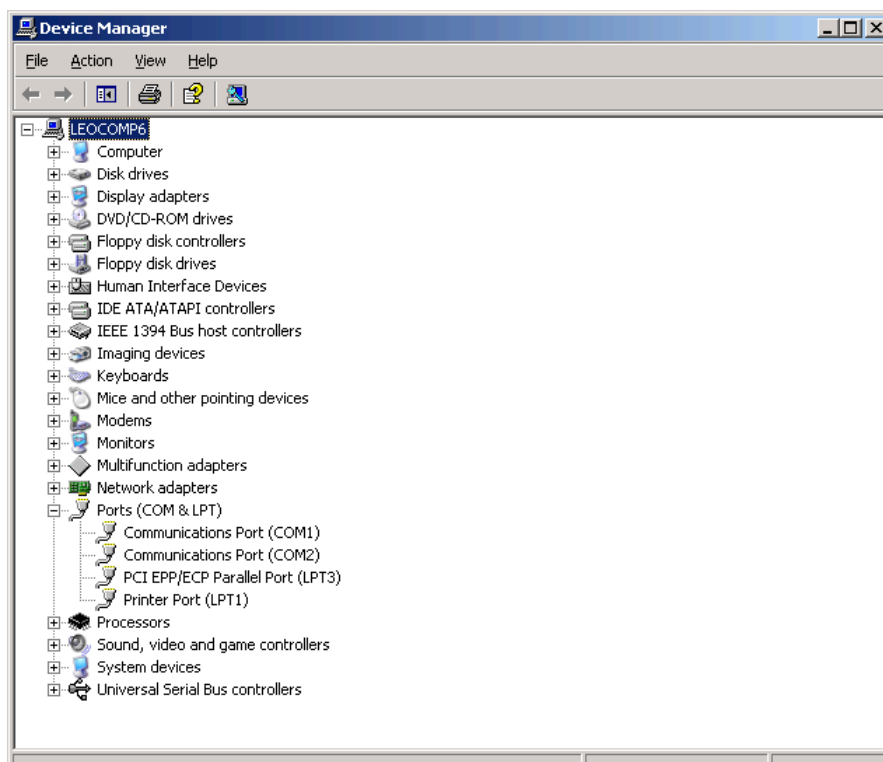 Device Manager
File Action View Help
LEOCOMP6
Computer
Disk drives
Display adapters
DVD/CD-ROM drives
Floppy disk controllers
Floppy disk drives
Human Interface Devices
IDE ATA/ATAPI controllers
IEEE 1394 Bus host controllers
Imaging devices
Keyboards
Mice and other pointing devices
Modems
Monitors
Multifunction adapters
Network adapters
Ports (COM & LPT)
Communications Port (COM1)
Communications Port (COM2)
PCI EPP/ECP Parallel Port (LPT3)
Printer Port (LPT1)
Processors
Sound, video and game controllers
System devices
Universal Serial Bus controllers